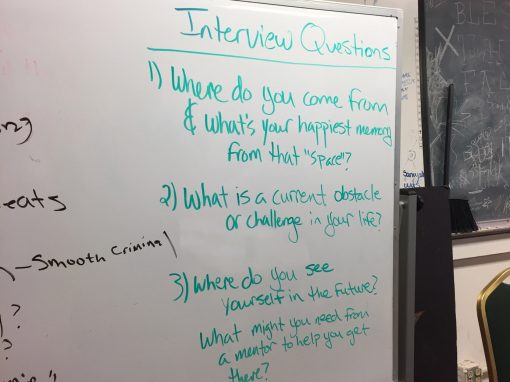 Interview Questions
1) Where do you come from
& What's your happiest memory
from that "space"?
2) What is a current obstacle
or challenge in your life?
3) Where do you see
yourself in the future?
What might you need from
a mentor to help you get
there?
eats
- Smooth Criminal
?
?
BLE